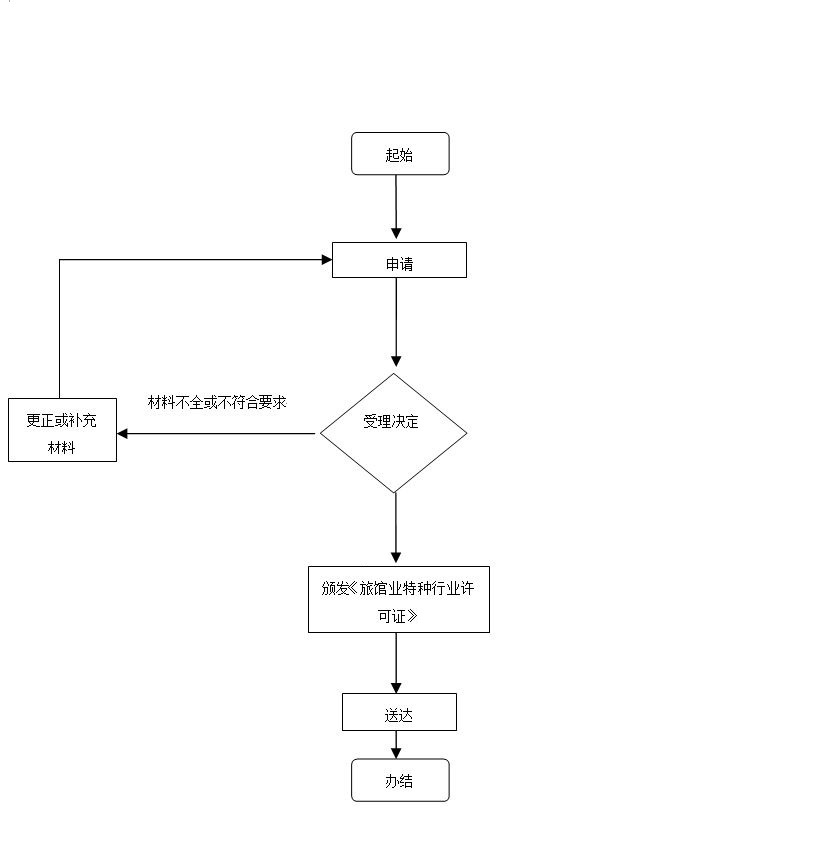 起始
申请
材料不全或不符合要求
受理决定
更正或补充
材料
颁发《旅馆业特种行业许
可证》
送达
办结